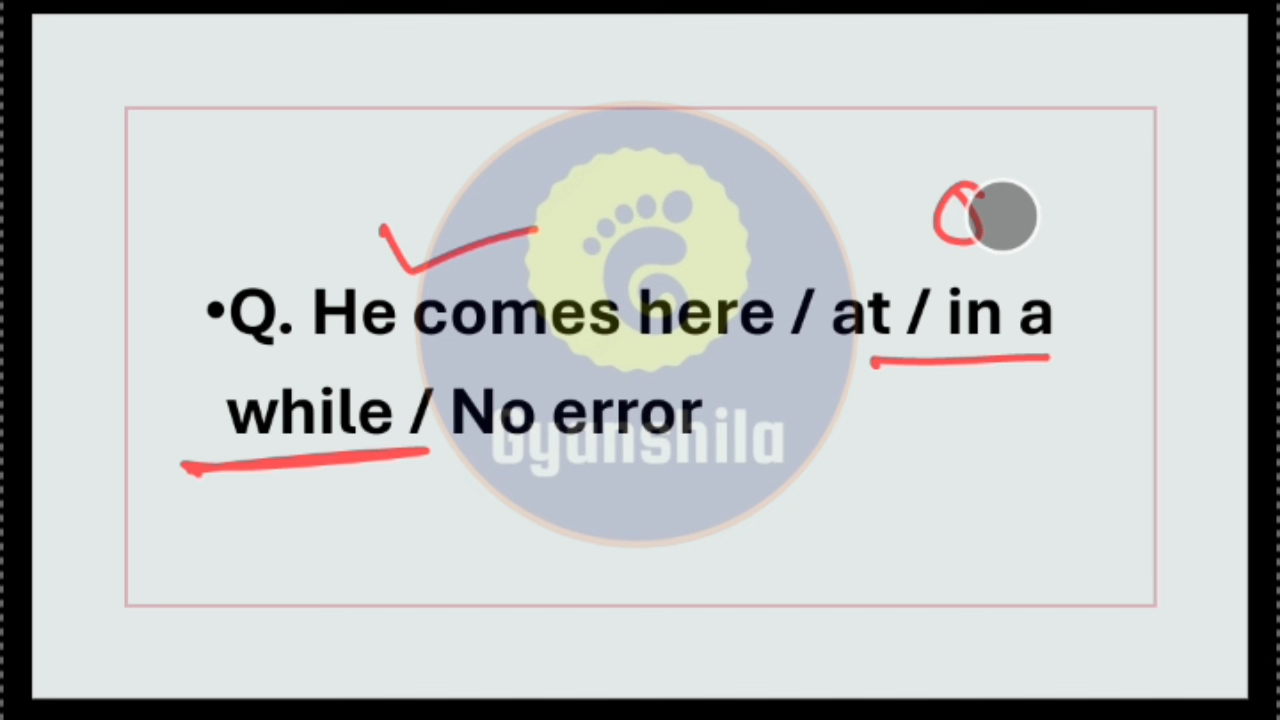 •Q. He comes here / at / in a
while / No error
Gyanshila